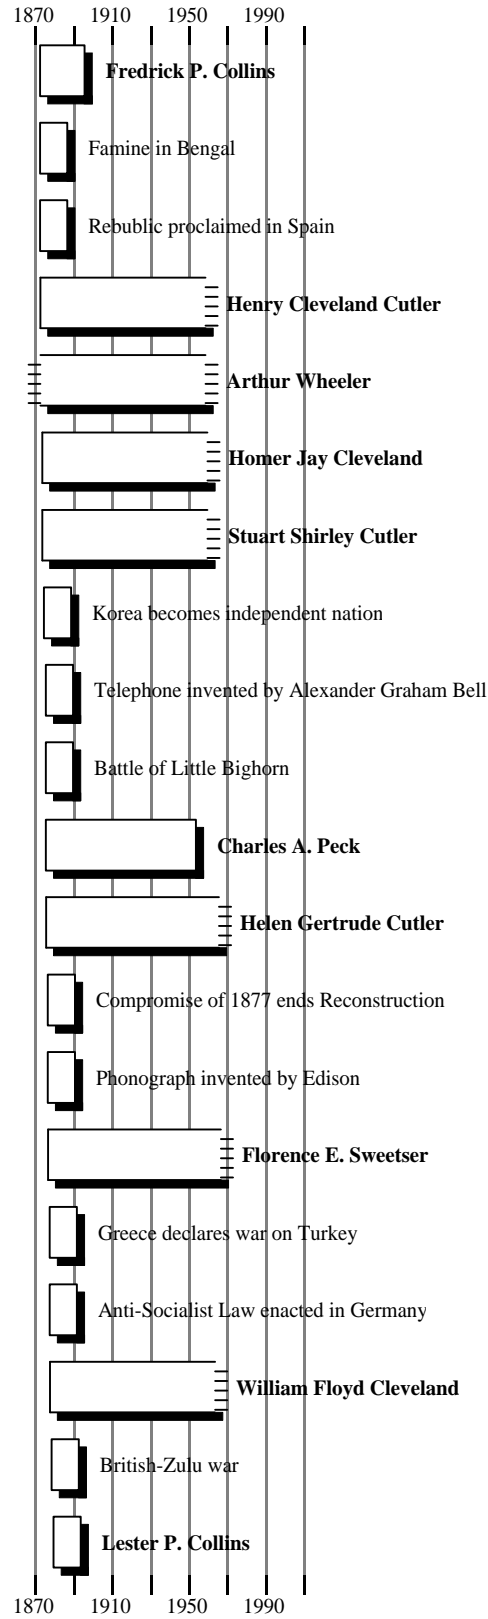 1870 1910 1950 1990
Fredrick P. Collins
Famine in Bengal
Rebublic proclaimed in Spain
Henry Cleveland Cutler
Arthur Wheeler
Homer Jay Cleveland
Stuart Shirley Cutler
Korea becomes independent nation
Telephone invented by Alexander Graham Bell
Battle of Little Bighorn
Charles A. Peck
Helen Gertrude Cutler
Compromise of 1877 ends Reconstruction
Phonograph invented by Edison
Florence E. Sweetser
Greece declares war on Turkey
Anti-Socialist Law enacted in Germany
William Floyd Cleveland
British-Zulu war
Lester P. Collins
1870 1910 1950 1990